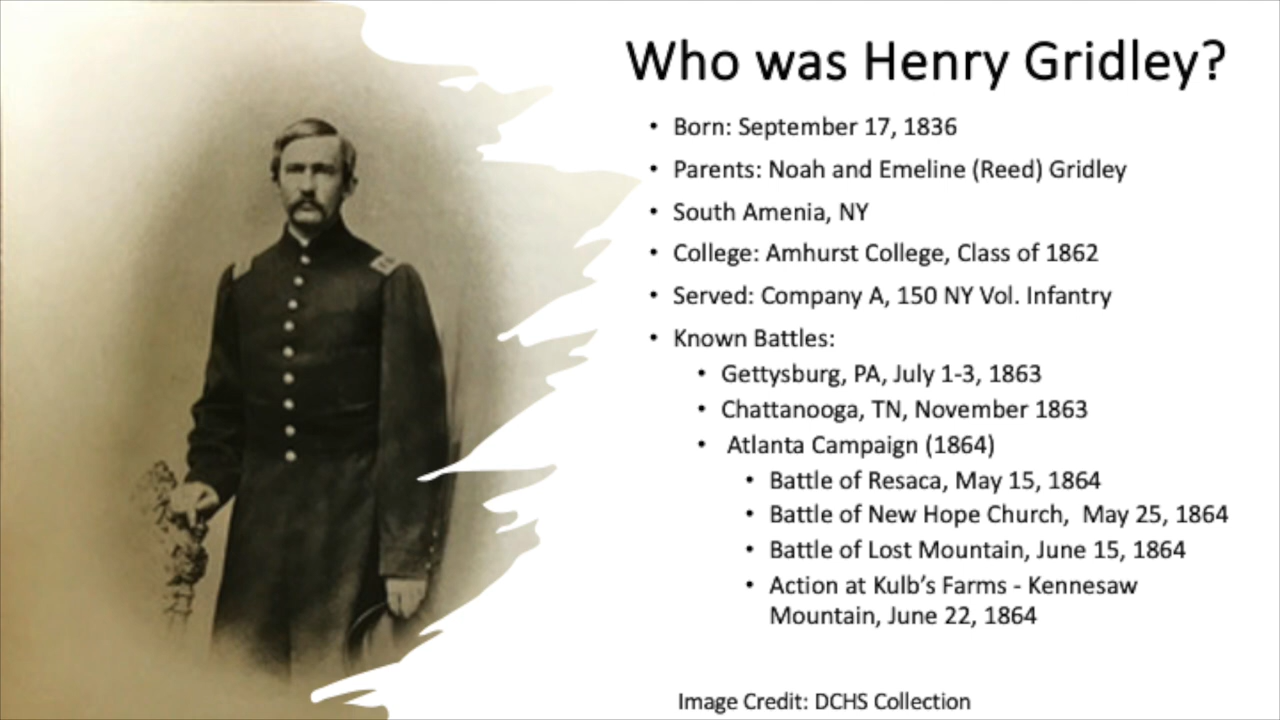 Who was Henry Gridley?
• Born: September 17, 1836
• Parents: Noah and Emeline (Reed) Gridley
• South Amenia, NY
• College: Amhurst College, Class of 1862
• Served: Company A, 150 NY Vol. Infantry
• Known Battles:
• Gettysburg, PA, July 1-3, 1863
• Chattanooga, TN, November 1863
• Atlanta Campaign (1864)
• Battle of Resaca, May 15, 1864
• Battle of New Hope Church,  May 25, 1864
• Battle of Lost Mountain, June 15, 1864
• Action at Kulb’s Farms - Kennesaw
Mountain, June 22, 1864
Image Credit: DCHS Collection